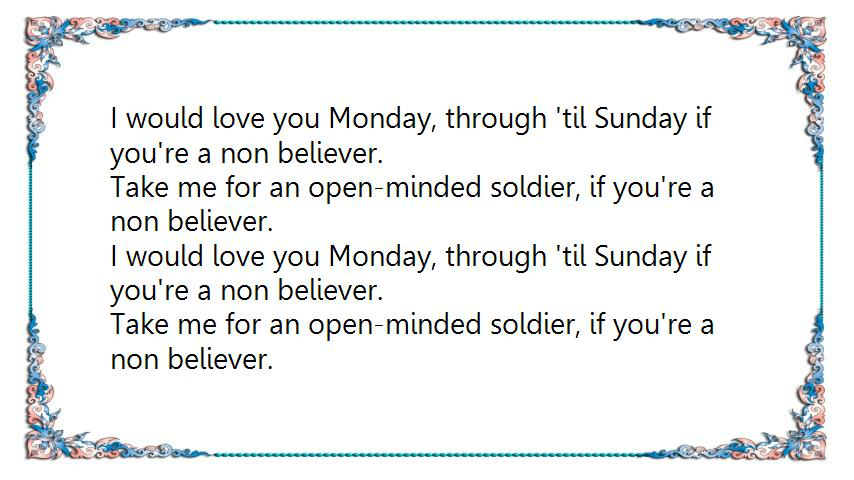 I would love you Monday, through 'til Sunday if
you're a non believer.
Take me for an open-minded soldier, if you're a
non believer.
I would love you Monday, through 'til Sunday if
you're a non believer.
Take me for an open-minded soldier, if you're a
non believer.